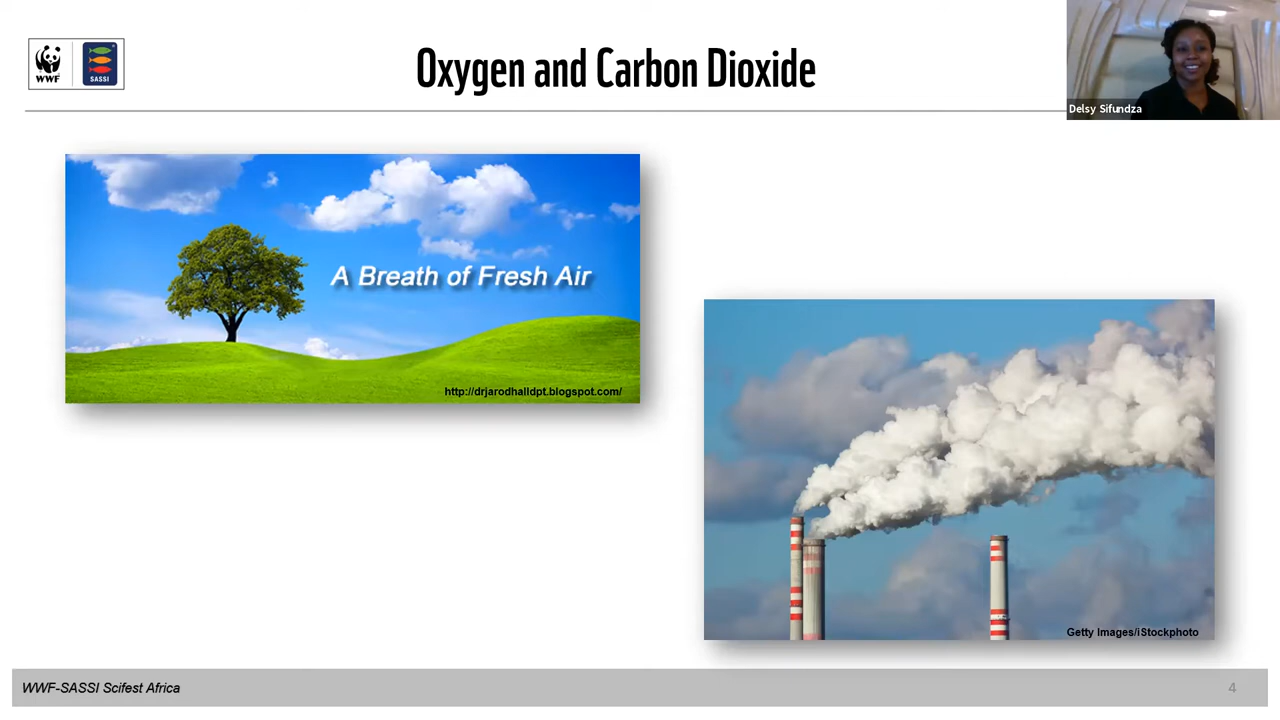 WWF
SASSI
Oxygen and Carbon Dioxide
Delsy Sifundza
A Breath of Fresh Air
http://drjarodhalldpt.blogspot.com/
Getty Images/iStockphoto
WWF-SASSI Scifest Africa
4